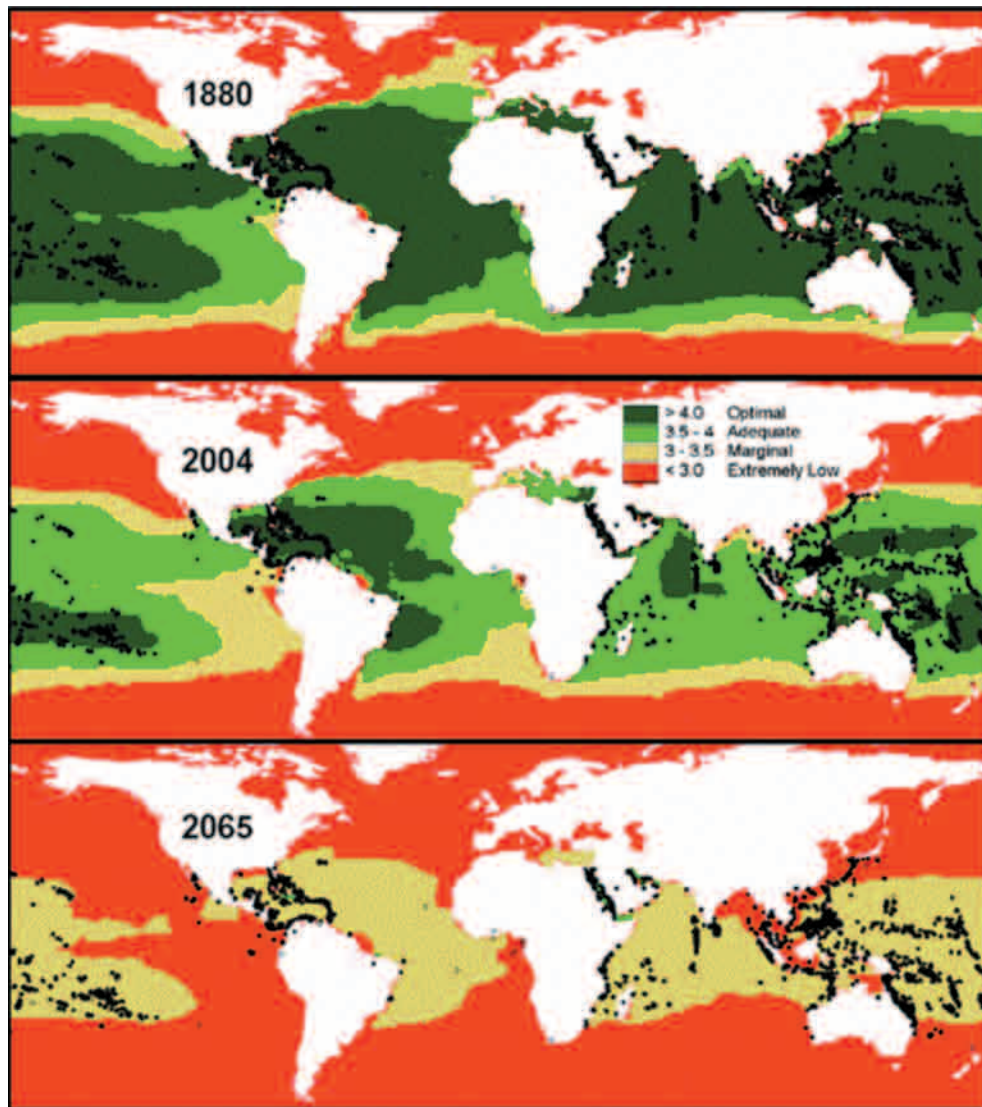 1880
2004
> 4.0 Optimal
3.5 - 4 Adequate
3 - 3.5 Marginal
< 3.0 Extremely Low
2065